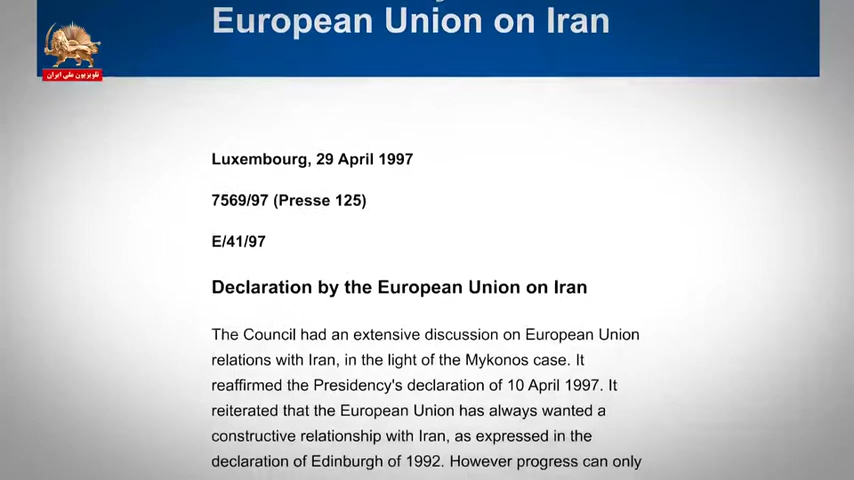 European Union on Iran
تلویزیون ملی ایران
Luxembourg, 29 April 1997
7569/97 (Presse 125)
E/41/97
Declaration by the European Union on Iran
The Council had an extensive discussion on European Union
relations with Iran, in the light of the Mykonos case. It
reaffirmed the Presidency's declaration of 10 April 1997. It
reiterated that the European Union has always wanted a
constructive relationship with Iran, as expressed in the
declaration of Edinburgh of 1992. However progress can only